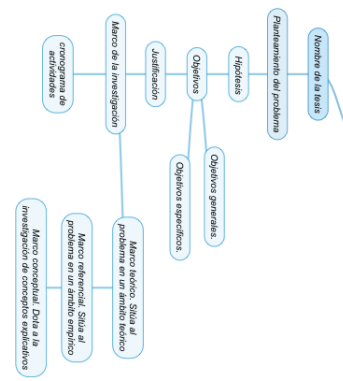 Nombre de la tesis
Planteamiento del problema
Hipótesis
Objetivos
Objetivos generales.
Objetivos específicos.
Justificación
Marco de la investigación
Marco teórico. Sitúa al
problema en un ámbito teórico
Marco referencial. Sitúa al
problema en un ámbito empírico
Marco conceptual. Dota a la
investigación de conceptos explicativos
cronograma de
actividades